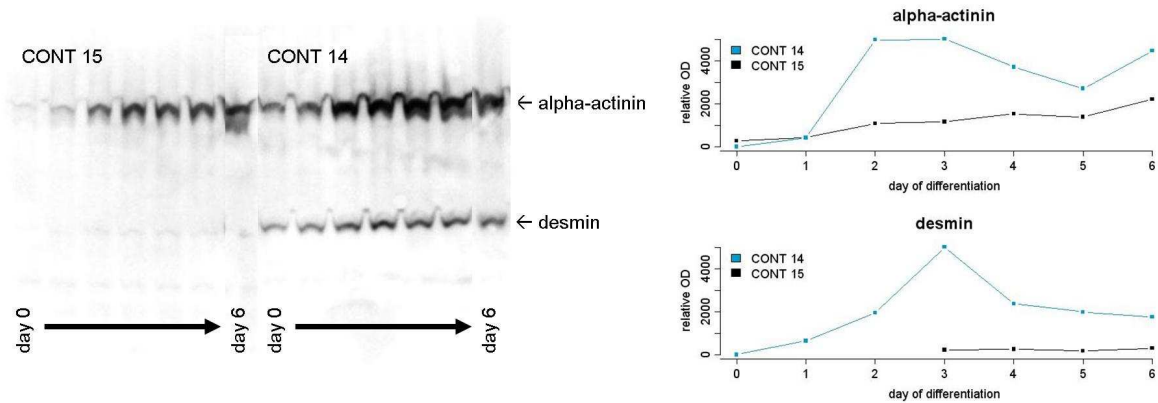 CONT 15
CONT 14
← alpha-actinin
← desmin
day 0
day 6
day 0
day 6
alpha-actinin
CONT 14
CONT 15
relative OD
0 2000 4000
0 1 2 3 4 5 6
day of differentiation
desmin
CONT 14
CONT 15
relative OD
0 2000 4000
0 1 2 3 4 5 6
day of differentiation